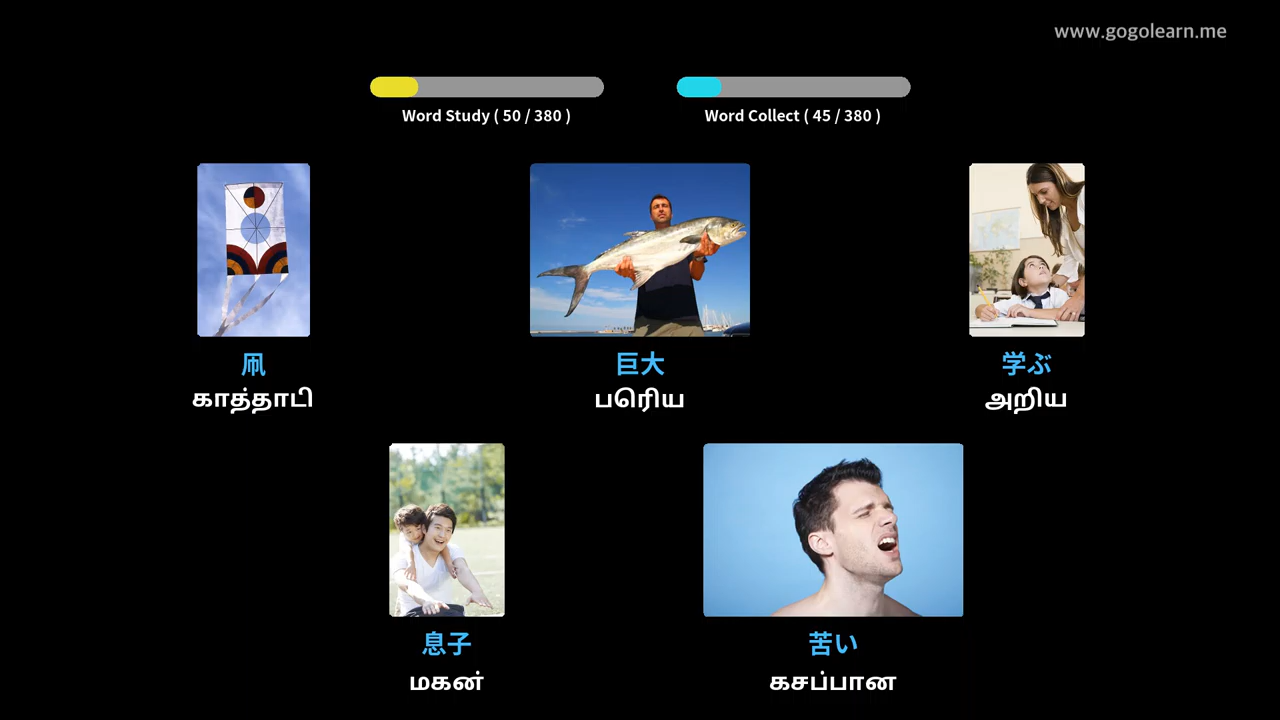 www.gogolearn.me
Word Study ( 50 / 380 )
Word Collect ( 45 / 380 )
凧
காத்தாடி
巨大
பரெிய
学ぶ
அறிய
息子
மகன்
苦い
கசப்பான